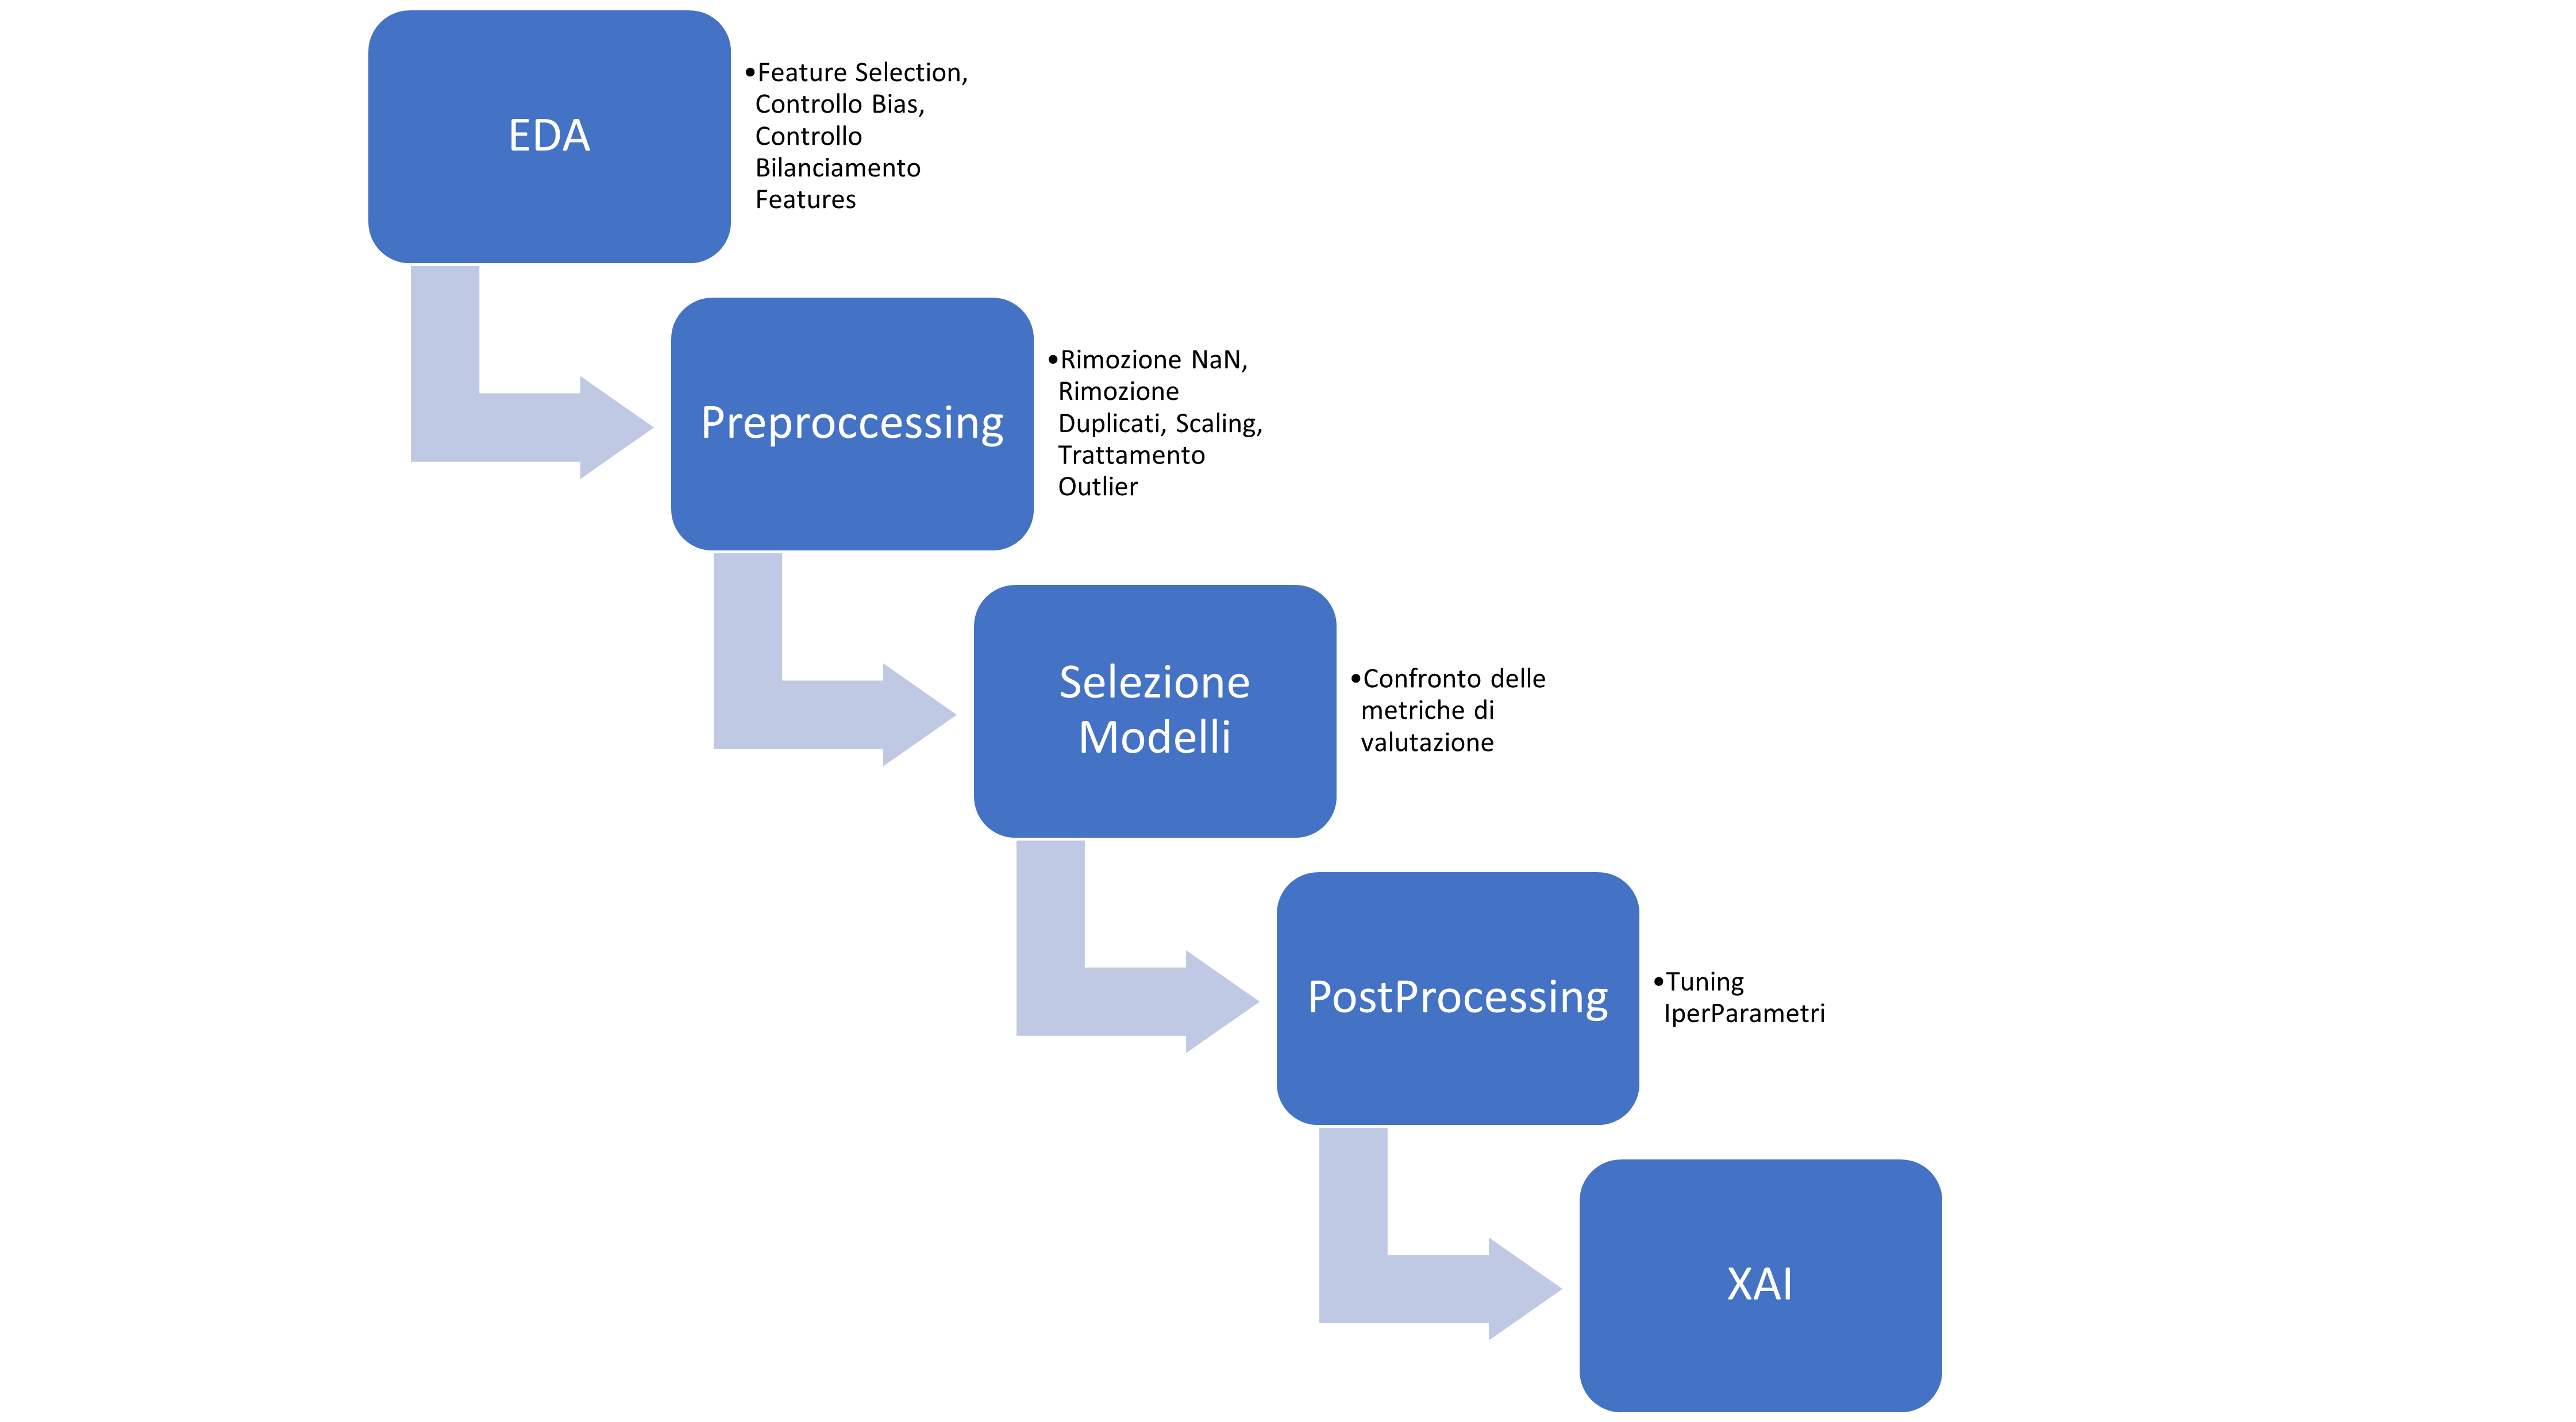 EDA
•Feature Selection,
Controllo Bias,
Controllo
Bilanciamento
Features
Preproccessing
•Rimozione NaN,
Rimozione
Duplicati, Scaling,
Trattamento
Outlier
Selezione
Modelli
•Confronto delle
metriche di
valutazione
PostProcessing
•Tuning
IperParametri
XAI